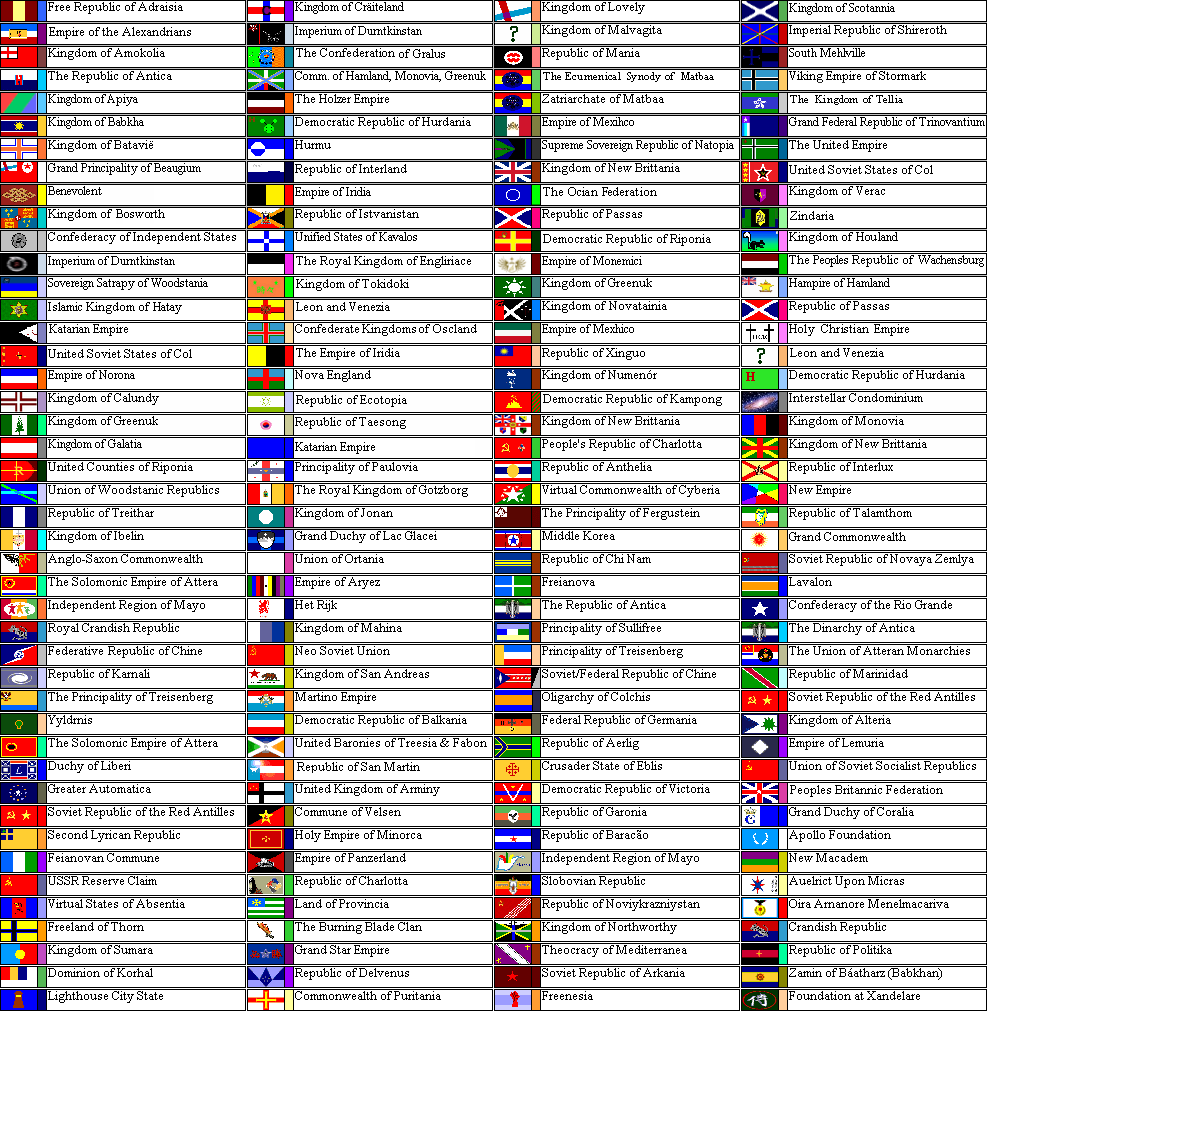 Free Republic of Adraisia
Empire of the Alexandrians
Kingdom of Amokolia
The Republic of Antica
Kingdom of Apiya
Kingdom of Babkha
Kingdom of Batavië
Grand Principality of Beaugium
Benevolent
Kingdom of Bosworth
Confederacy of Independent States
Imperium of Durntkinstan
Sovereign Satrapy of Woodstania
Islamic Kingdom of Hatay
Katarian Empire
United Soviet States of Col
Empire of Norona
Kingdom of Calundy
Kingdom of Greenuk
Kingdom of Galatia
United Counties of Riponia
Union of Woodstanic Republics
Republic of Treithar
Kingdom of Ibelin
Anglo-Saxon Commonwealth
The Solomonic Empire of Attera
Independent Region of Mayo
Royal Crandish Republic
Federative Republic of Chine
Republic of Karnali
The Principality of Treisenberg
Yyldrnis
The Solomonic Empire of Attera
Duchy of Liberi
Greater Automatica
Soviet Republic of the Red Antilles
Second Lyrican Republic
Feianovan Commune
USSR Reserve Claim
Virtual States of Absentia
Freeland of Thorn
Kingdom of Sumara
Dominion of Korhal
Lighthouse City State
Kingdom of Cräiteland
Imperium of Durntkinstan
The Confederation of Gralus
Comm. of Hamland, Monovia, Greenuk
The Holzer Empire
Democratic Republic of Hurdania
Hurmu
Republic of Interland
Empire of Iridia
Republic of Istvanistan
Unified States of Kavalos
The Royal Kingdom of Engliriace
Kingdom of Tokidoki
Leon and Venezia
Confederate Kingdoms of Oscland
The Empire of Iridia
Nova England
Republic of Ecotopia
Republic of Taesong
Katarian Empire
Principality of Paulovia
The Royal Kingdom of Gotzborg
Kingdom of Jonan
Grand Duchy of Lac Glacei
Union of Ortania
Empire of Aryez
Het Rijk
Kingdom of Mahina
Neo Soviet Union
Kingdom of San Andreas
Martino Empire
Democratic Republic of Balkania
United Baronies of Treesia & Fabon
Republic of San Martin
United Kingdom of Arminy
Commune of Velsen
Holy Empire of Minorca
Empire of Panzerland
Republic of Charlotta
Land of Provincia
The Burning Blade Clan
Grand Star Empire
Republic of Delvenus
Commonwealth of Puritania
Kingdom of Lovely
?
Kingdom of Malvagita
Republic of Mania
The Ecumenical Synody of Matbaa
Zatriarchate of Matbaa
Empire of Mexihco
Supreme Sovereign Republic of Natopia
Kingdom of New Brittania
The Ocian Federation
Republic of Passas
Democratic Republic of Riponia
Empire of Monemici
Kingdom of Greenuk
Kingdom of Novatainia
Empire of Mexhico
Republic of Xinguo
Kingdom of Numenór
Democratic Republic of Kampong
Kingdom of New Brittania
People's Republic of Charlotta
Republic of Anthelia
Virtual Commonwealth of Cyberia
The Principality of Fergustein
Middle Korea
Republic of Chi Nam
Freianova
The Republic of Antica
Principality of Sullifree
Principality of Treisenberg
Soviet/Federal Republic of Chine
Oligarchy of Colchis
Federal Republic of Germania
Republic of Aerlig
Crusader State of Eblis
Democratic Republic of Victoria
Republic of Garonia
Republic of Baracão
Independent Region of Mayo
Slobovian Republic
Republic of Noviykrazniystan
Kingdom of Northworthy
Theocracy of Mediterranea
Soviet Republic of Arkania
Freenesia
Kingdom of Scotannia
Imperial Republic of Shireroth
South Mehlville
Viking Empire of Stormark
The Kingdom of Tellia
Grand Federal Republic of Trinovantium
The United Empire
United Soviet States of Col
Kingdom of Verac
Zindaria
Kingdom of Houland
The Peoples Republic of Wachensburg
Hampire of Hamland
Republic of Passas
Holy Christian Empire
?
Leon and Venezia
H
Democratic Republic of Hurdania
Interstellar Condominium
Kingdom of Monovia
Kingdom of New Brittania
Republic of Interlux
New Empire
Republic of Talamthom
Grand Commonwealth
Soviet Republic of Novaya Zemlya
Lavalon
Confederacy of the Rio Grande
The Dinarchy of Antica
The Union of Atteran Monarchies
Republic of Marinidad
Soviet Republic of the Red Antilles
Kingdom of Alteria
Empire of Lemuria
Union of Soviet Socialist Republics
Peoples Britannic Federation
Grand Duchy of Coralia
Apollo Foundation
New Macadem
Auelrict Upon Micras
Oira Arnanore Menelmacariva
Crandish Republic
Republic of Politika
Zamin of Báatharz (Babkhan)
侍
Foundation at Xandelare